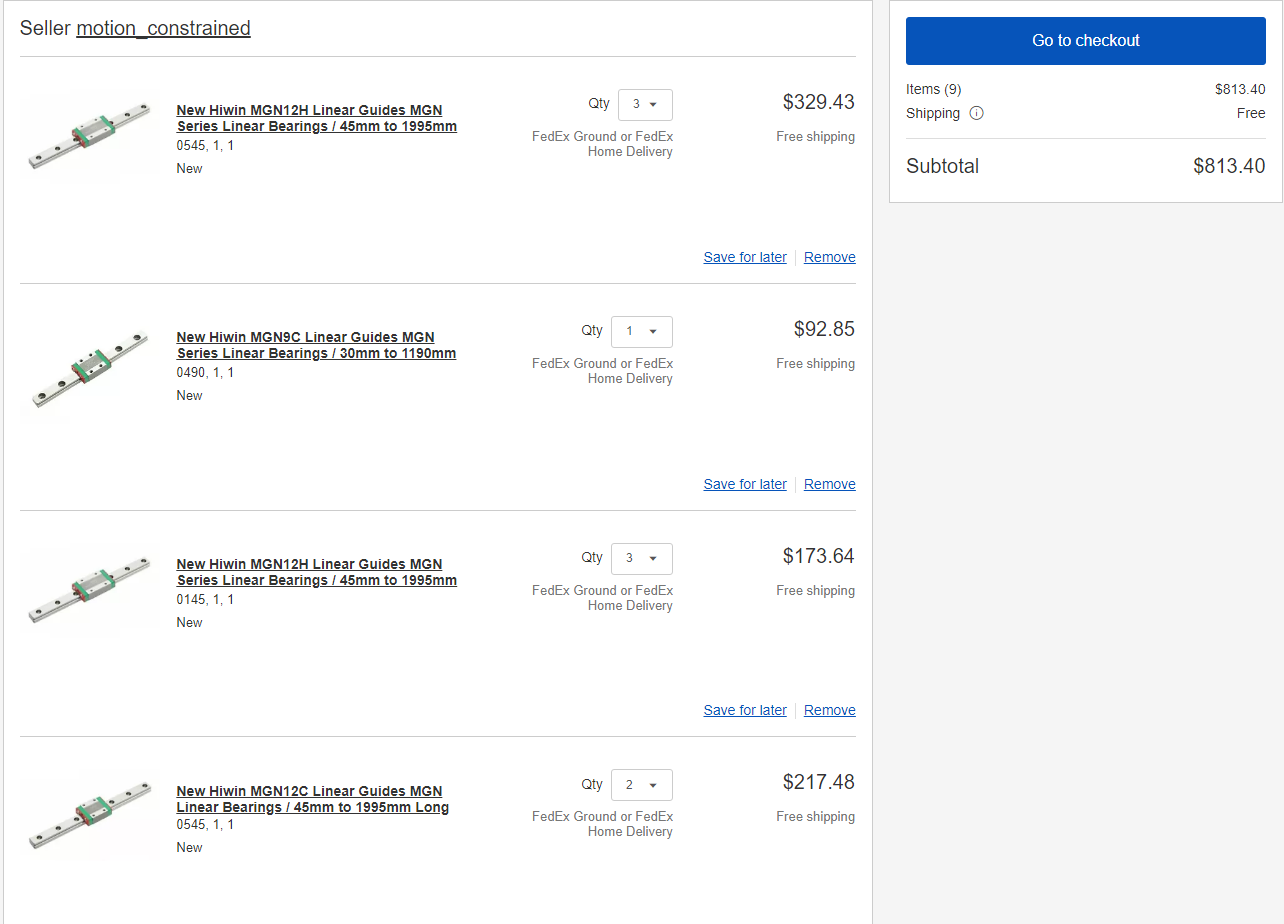 Seller motion_constrained
New Hiwin MGN12H Linear Guides MGN
Series Linear Bearings / 45mm to 1995mm
0545, 1, 1
New
Qty 3
FedEx Ground or FedEx
Home Delivery
$329.43
Free shipping
Save for later Remove
New Hiwin MGN9C Linear Guides MGN
Series Linear Bearings / 30mm to 1190mm
0490, 1, 1
New
Qty 1
FedEx Ground or FedEx
Home Delivery
$92.85
Free shipping
Save for later Remove
New Hiwin MGN12H Linear Guides MGN
Series Linear Bearings / 45mm to 1995mm
0145, 1, 1
New
Qty 3
FedEx Ground or FedEx
Home Delivery
$173.64
Free shipping
Save for later Remove
New Hiwin MGN12C Linear Guides MGN
Linear Bearings / 45mm to 1995mm Long
0545, 1, 1
New
Qty 2
FedEx Ground or FedEx
Home Delivery
$217.48
Free shipping
Go to checkout
Items (9) $813.40
Shipping Free
Subtotal $813.40